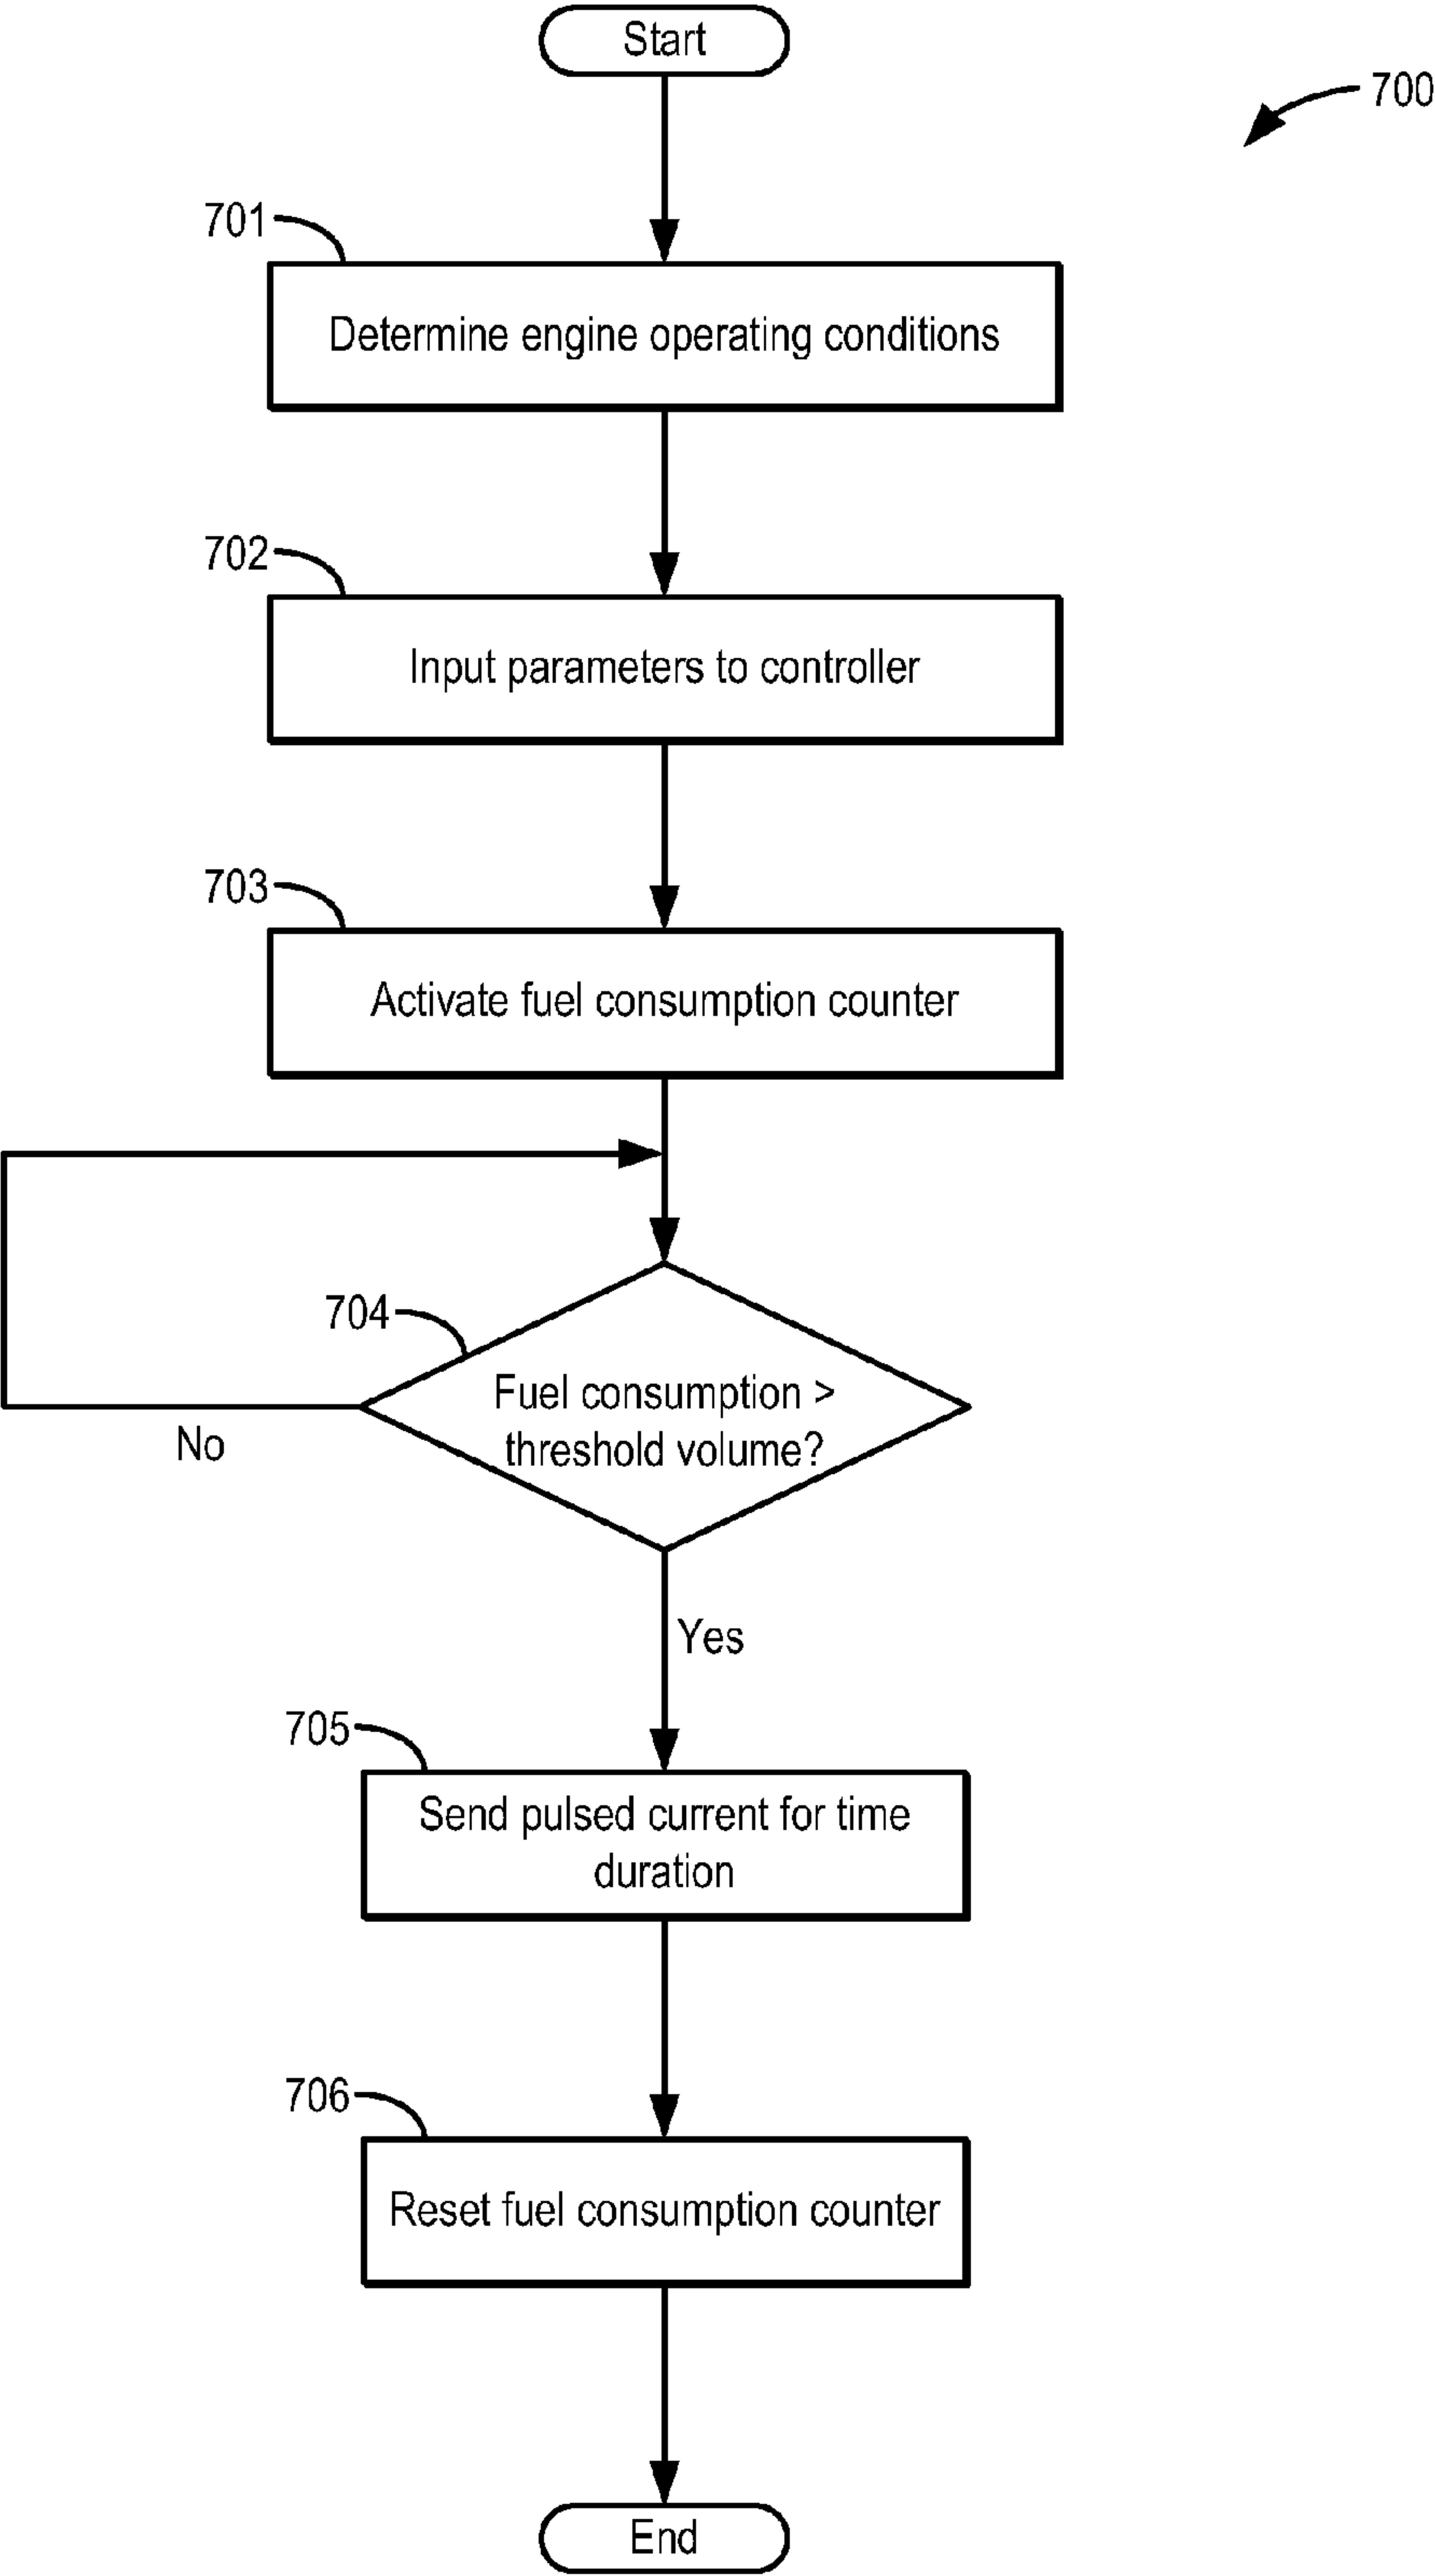 Start
700
701
Determine engine operating conditions
702
Input parameters to controller
703
Activate fuel consumption counter
704
Fuel consumption >
threshold volume?
No
Yes
705
Send pulsed current for time
duration
706
Reset fuel consumption counter
End